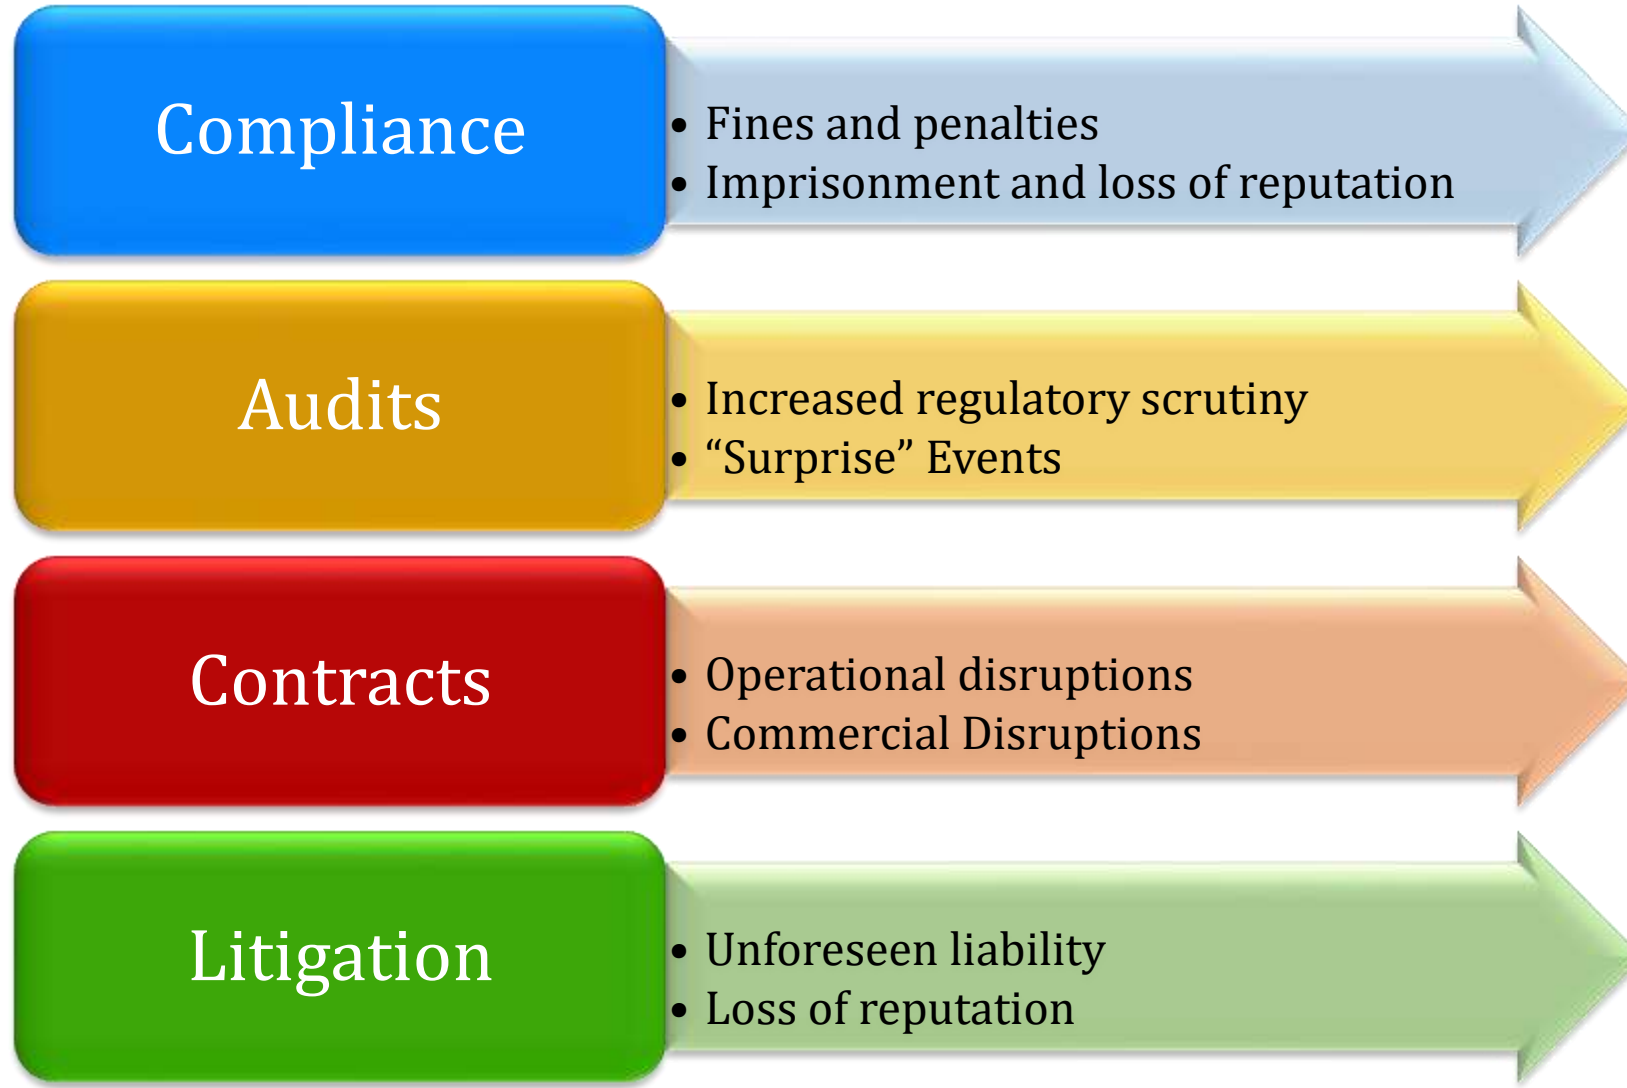 Compliance
• Fines and penalties
• Imprisonment and loss of reputation
Audits
• Increased regulatory scrutiny
• “Surprise” Events
Contracts
• Operational disruptions
• Commercial Disruptions
Litigation
• Unforeseen liability
• Loss of reputation